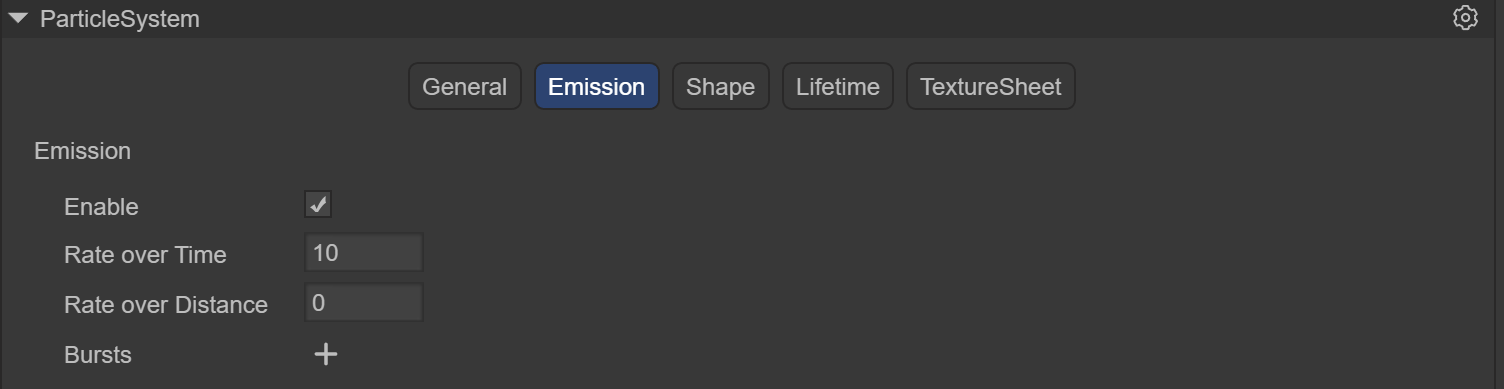 ParticleSystem
General Emission Shape Lifetime TextureSheet
Emission
Enable
Rate over Time 10
Rate over Distance 0
Bursts